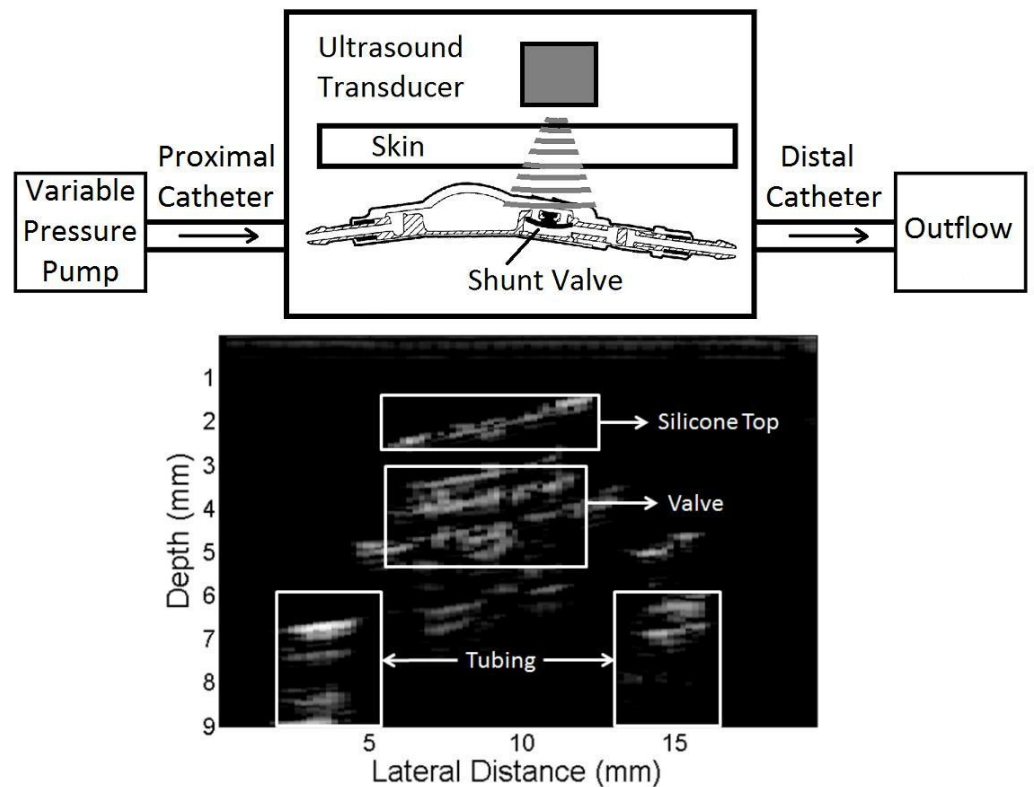 Ultrasound
Transducer
Skin
Proximal
Catheter
Distal
Catheter
Variable
Pressure
Pump
Outflow
Shunt Valve
1
2
Silicone Top
3
4
Valve
5
6
7
Tubing
8
9
Depth (mm)
5
10
15
Lateral Distance (mm)